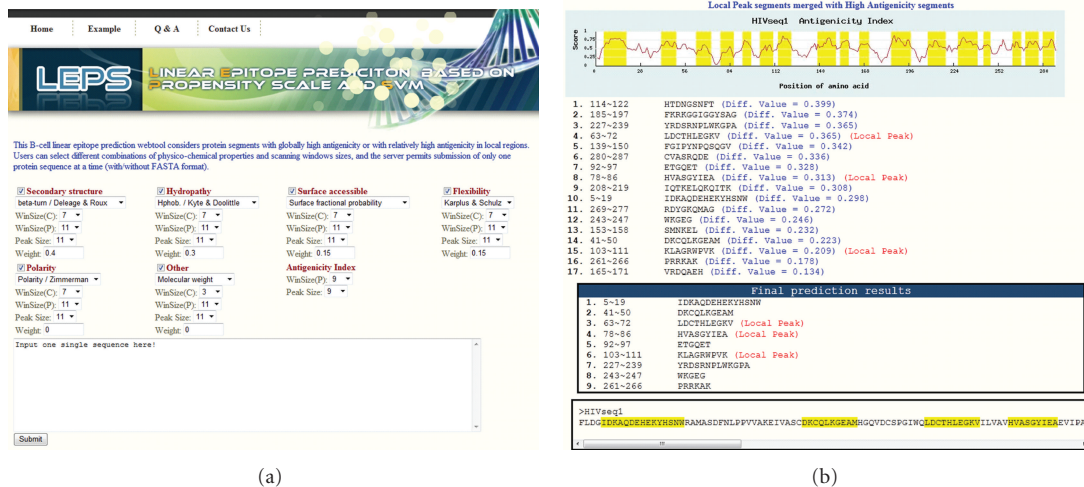 Home Example Q & A Contact Us
LEPS
LINEAR EPITOPE PREDICITON BASED ON
PROPENSITY SCALE AND SVM
This B-cell linear epitope prediction webtool considers protein segments with globally high antigenicity or with relatively high antigenicity in local regions.
Users can select different combinations of physico-chemical properties and scanning windows sizes, and the server permits submission of only one
protein sequence at a time (with/without FASTA format).
Secondary structure Hydropathy Surface accessible Flexibility
beta-turn / Deleage & Roux Hphob. / Kyte & Doolittle Surface fractional probability Karplus & Schulz
WinSize(C): 7 WinSize(C): 7 WinSize(C): 7 WinSize(C): 7
WinSize(P): 11 WinSize(P): 11 WinSize(P): 11 WinSize(P): 11
Peak Size: 11 Peak Size: 11 Peak Size: 11 Peak Size: 11
Weight: 0.4 Weight: 0.3 Weight: 0.15 Weight: 0.15
Polarity Other Antigenicity Index
Polarity / Zimmerman Molecular weight WinSize(P): 9
WinSize(C): 7 WinSize(C): 3 Peak Size: 9
WinSize(P): 11 WinSize(P): 11
Peak Size: 11 Peak Size: 11
Weight: 0 Weight: 0
Input one single sequence here!
Submit
(a)
Local Peak segments merged with High Antigenicity segments
HIVseq1 Antigenicity Index
Score
1
0.75
0.5
0.25
0
0 28 56 84 112 140 168 196 224 252 280
Position of amino acid
1. 114~122 HTDNGSNFT (Diff. Value = 0.399)
2. 185~197 FKRKGGIGGYSAG (Diff. Value = 0.374)
3. 227~239 YRDSRNPLWKGPA (Diff. Value = 0.365)
4. 63~72 LDCTHLEGKV (Diff. Value = 0.365) (Local Peak)
5. 139~150 FGIPYNPQSQGV (Diff. Value = 0.342)
6. 280~287 CVASRQDE (Diff. Value = 0.336)
7. 92~97 ETGQET (Diff. Value = 0.328)
8. 78~86 HVASGYIEA (Diff. Value = 0.313) (Local Peak)
9. 208~219 IQTKELQKQITK (Diff. Value = 0.308)
10. 5~19 IDKAQDEHEKYHSNW (Diff. Value = 0.298)
11. 269~277 RDYGKQMAG (Diff. Value = 0.272)
12. 243~247 WKGEG (Diff. Value = 0.246)
13. 153~158 SMNKEL (Diff. Value = 0.232)
14. 41~50 DKCQLKGEAM (Diff. Value = 0.223)
15. 103~111 KLAGRWPVK (Diff. Value = 0.209) (Local Peak)
16. 261~266 PRRKAK (Diff. Value = 0.178)
17. 165~171 VRDQAEH (Diff. Value = 0.134)
Final prediction results
1. 5~19 IDKAQDEHEKYHSNW
2. 41~50 DKCQLKGEAM
3. 63~72 LDCTHLEGKV (Local Peak)
4. 78~86 HVASGYIEA (Local Peak)
5. 92~97 ETGQET
6. 103~111 KLAGRWPVK (Local Peak)
7. 227~239 YRDSRNPLWKGPA
8. 243~247 WKGEG
9. 261~266 PRRKAK
>HIVseq1
FLDGIDKAQDEHEKYHSNWRAMASDFNLPPVVAKEIVASCDKCQLKGEAMHGQVDCSPGIWQLDCTHLEGKVILVAVHVASGYIEAEVIPA
(b)